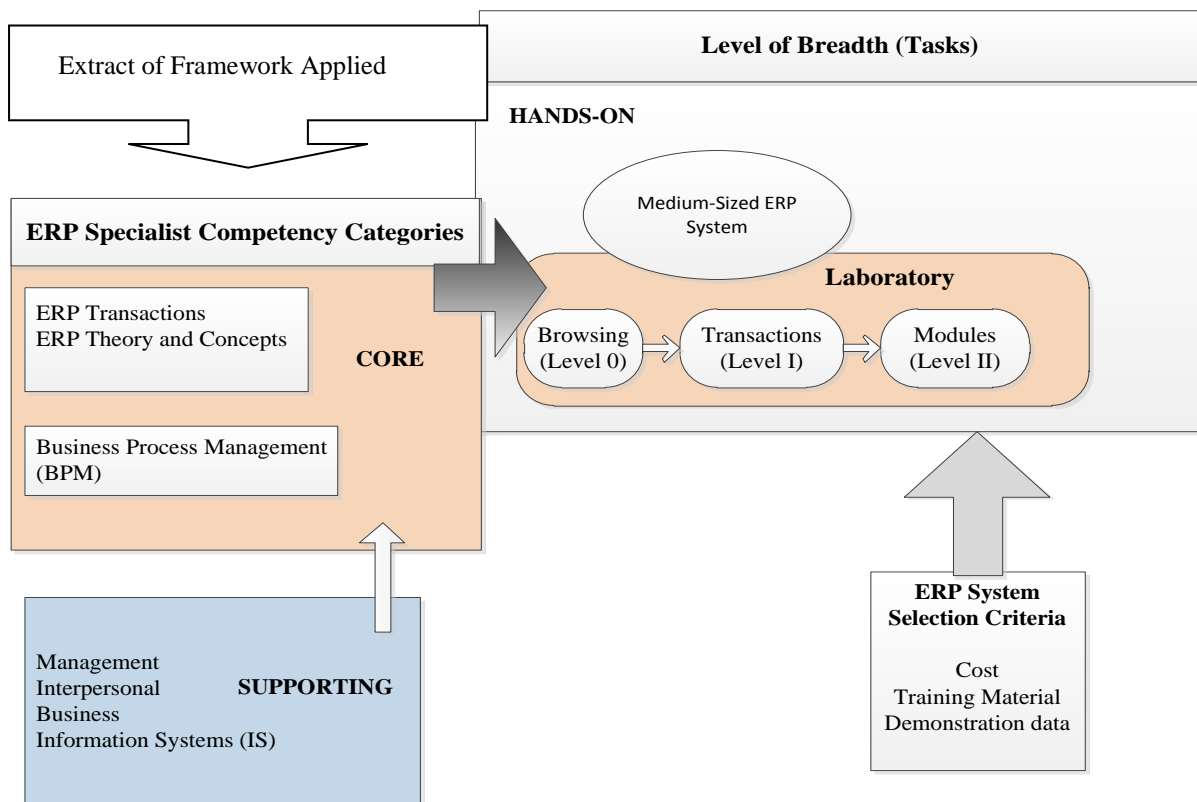 Extract of Framework Applied
Level of Breadth (Tasks)
HANDS-ON
Medium-Sized ERP
System
ERP Specialist Competency Categories
ERP Transactions
ERP Theory and Concepts
CORE
Business Process Management
(BPM)
Laboratory
Browsing
(Level 0)
Transactions
(Level I)
Modules
(Level II)
Management
Interpersonal
Business
Information Systems (IS)
SUPPORTING
ERP System
Selection Criteria
Cost
Training Material
Demonstration data